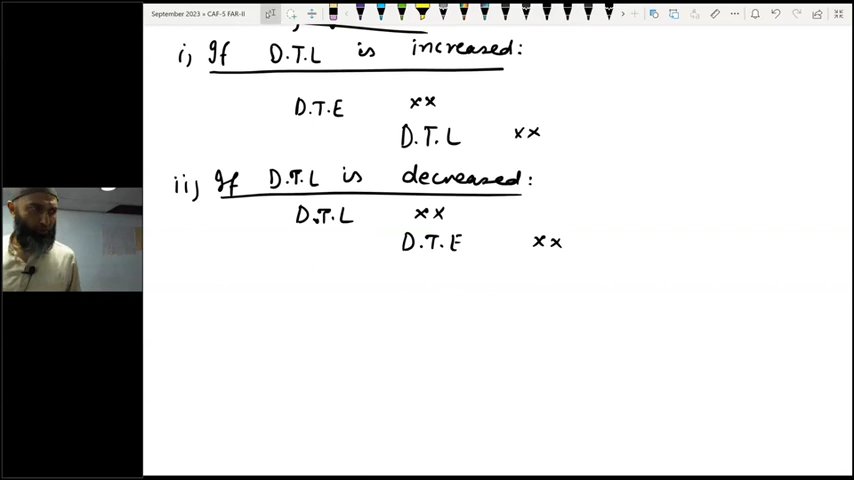 September 2023 » CAF-5 FAR-II
i, If D.T.L is increased:
D.T.E xx
D.T.L xx
ii, If D.T.L is decreased:
D.T.L xx
D.T.E xx